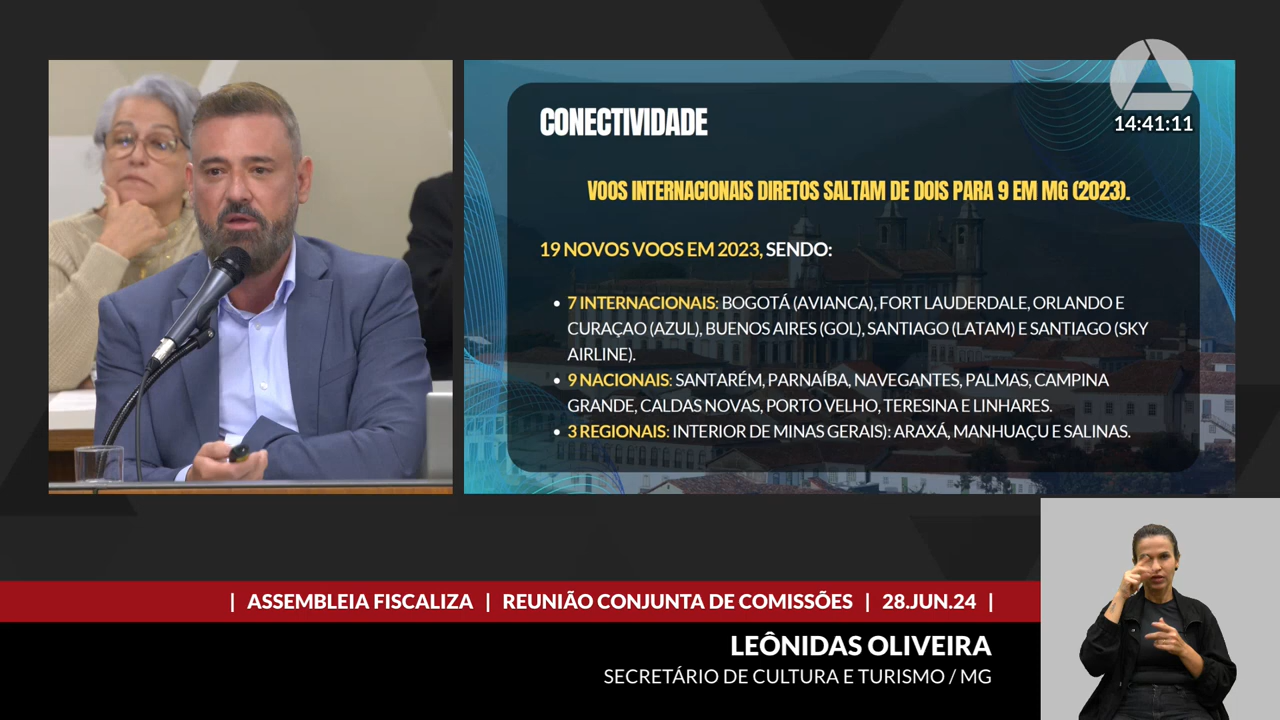 14:41:11
CONECTIVIDADE
VOOS INTERNACIONAIS DIRETOS SALTAM DE DOIS PARA 9 EM MG (2023).
19 NOVOS VOOS EM 2023, SENDO:
• 7 INTERNACIONAIS: BOGOTÁ (AVIANCA), FORT LAUDERDALE, ORLANDO E
CURAÇAO (AZUL), BUENOS AIRES (GOL), SANTIAGO (LATAM) E SANTIAGO (SKY
AIRLINE).
• 9 NACIONAIS: SANTARÉM, PARNAÍBA, NAVEGANTES, PALMAS, CAMPINA
GRANDE, CALDAS NOVAS, PORTO VELHO, TERESINA E LINHARES.
• 3 REGIONAIS: INTERIOR DE MINAS GERAIS): ARAXÁ, MANHUAÇU E SALINAS.
| ASSEMBLEIA FISCALIZA | REUNIÃO CONJUNTA DE COMISSÕES | 28.JUN.24 |
LEÔNIDAS OLIVEIRA
SECRETÁRIO DE CULTURA E TURISMO / MG